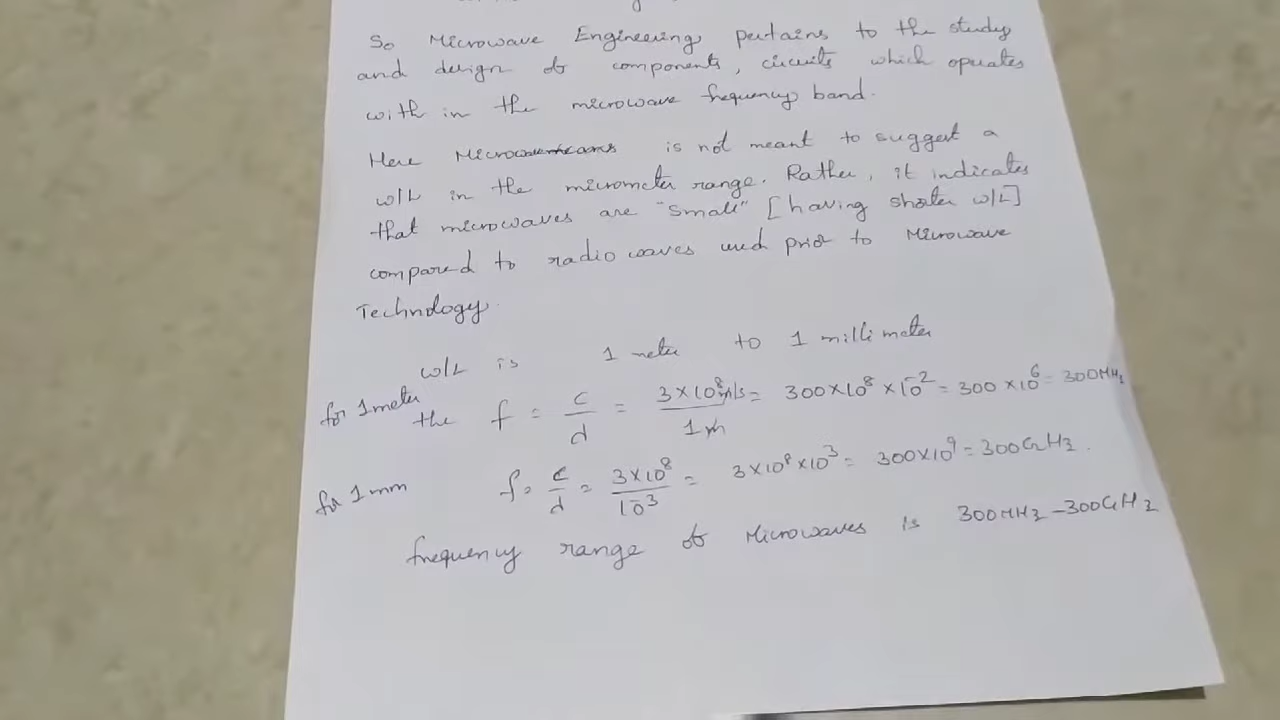 So Microwave Engineering pertains to the study
and design of components, circuits which operates
with in the microwave frequency band.
Here Microwave means is not meant to suggest a
w/L in the micrometer range. Rather, it indicates
that microwaves are "small" [having shorter w/L]
compared to radio waves used prior to Microwave
Technology.
w/L is 1 meter to 1 millimeter
for 1 meter the f = c/d = 3×10⁸m/s / 1m = 300×10⁸×10⁻² = 300×10⁶ = 300MHz
for 1mm f = c/d = 3×10⁸ / 10⁻³ = 3×10⁸×10³ = 300×10⁹ = 300GHz.
frequency range of Microwaves is 300MHz - 300GHz